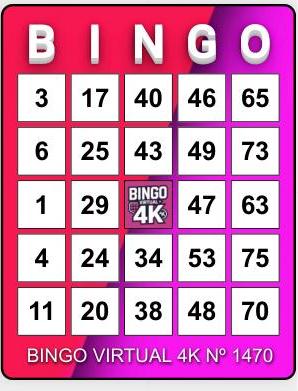 B I N G O
3 17 40 46 65
6 25 43 49 73
1 29 BINGO VIRTUAL 4K 47 63
4 24 34 53 75
11 20 38 48 70
BINGO VIRTUAL 4K Nº 1470